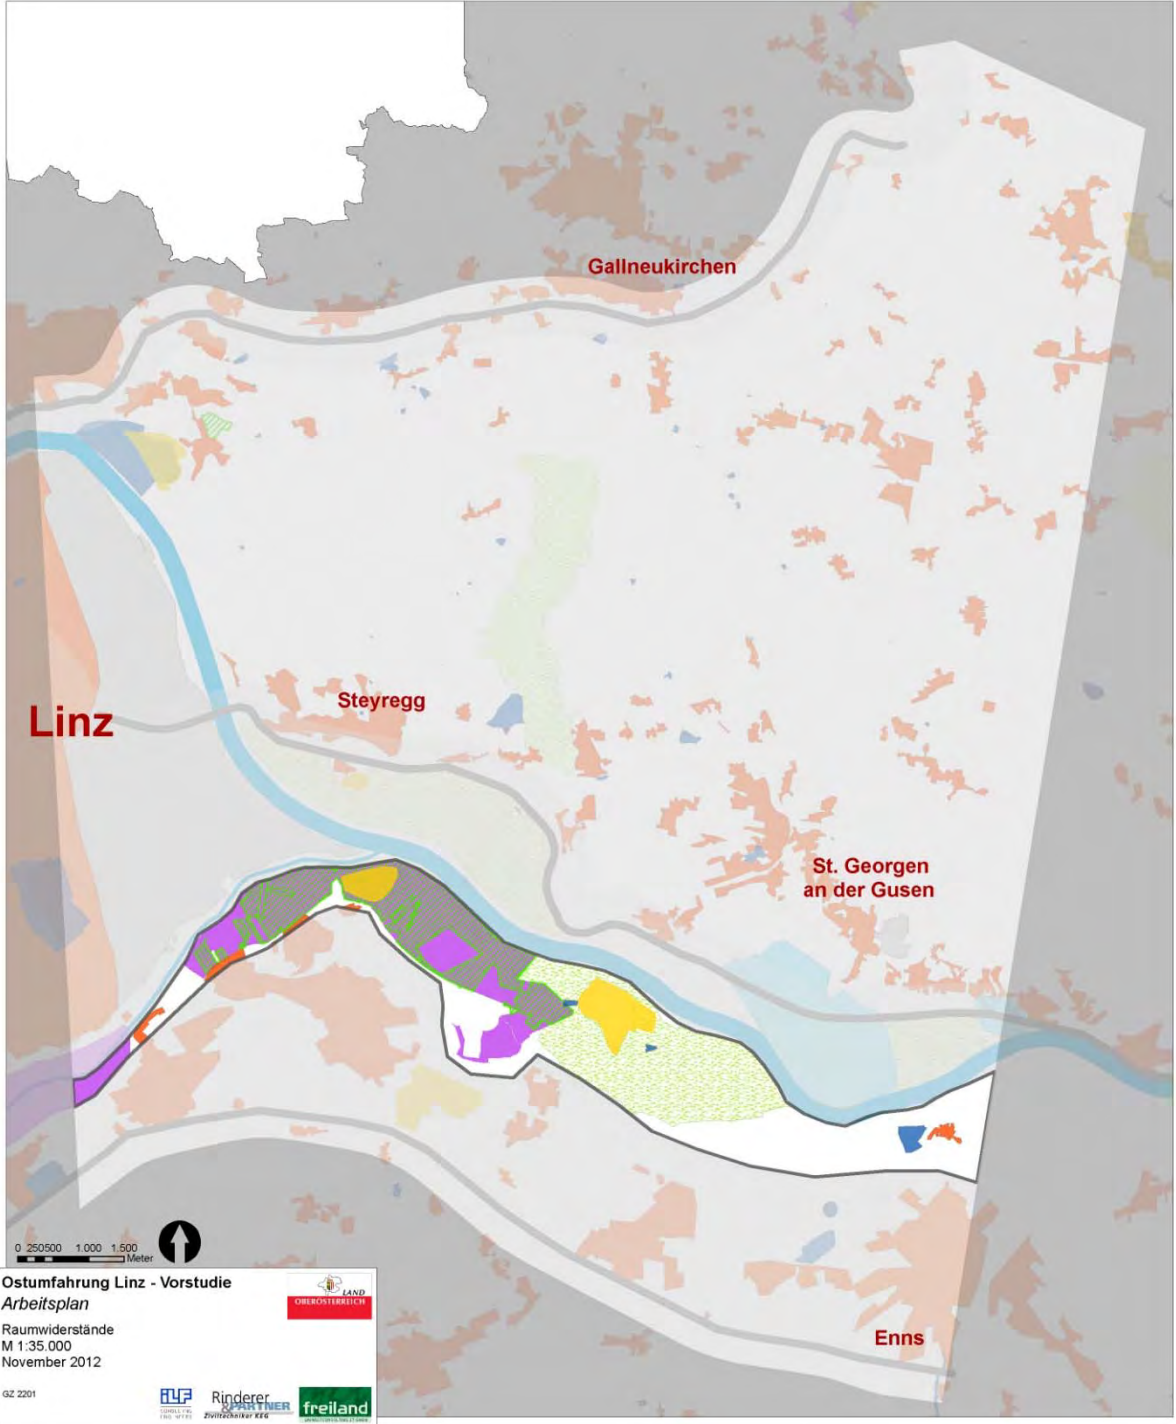 Gallneukirchen
Steyregg
Linz
St. Georgen
an der Gusen
Enns
0 250500 1.000 1.500
Meter
Ostumfahrung Linz - Vorstudie
Arbeitsplan
LAND
OBERÖSTERREICH
Raumwiderstände
M 1:35.000
November 2012
GZ 2201
iLF
Rinderer
&PARTNER
Ziviltechniker KEG
freiland